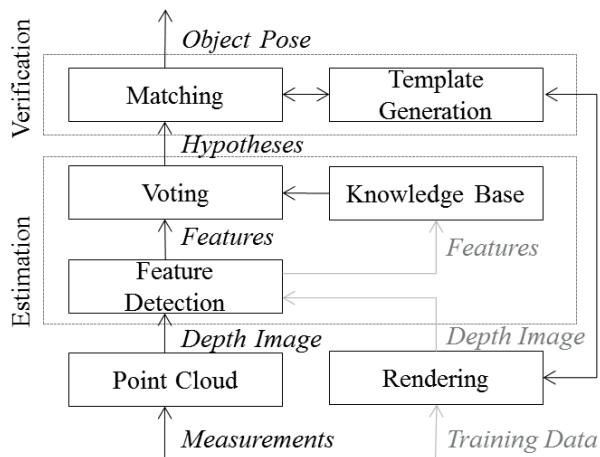 Object Pose
Verification
Matching
Template
Generation
Hypotheses
Estimation
Voting
Knowledge Base
Features
Features
Feature
Detection
Depth Image
Depth Image
Point Cloud
Rendering
Measurements
Training Data